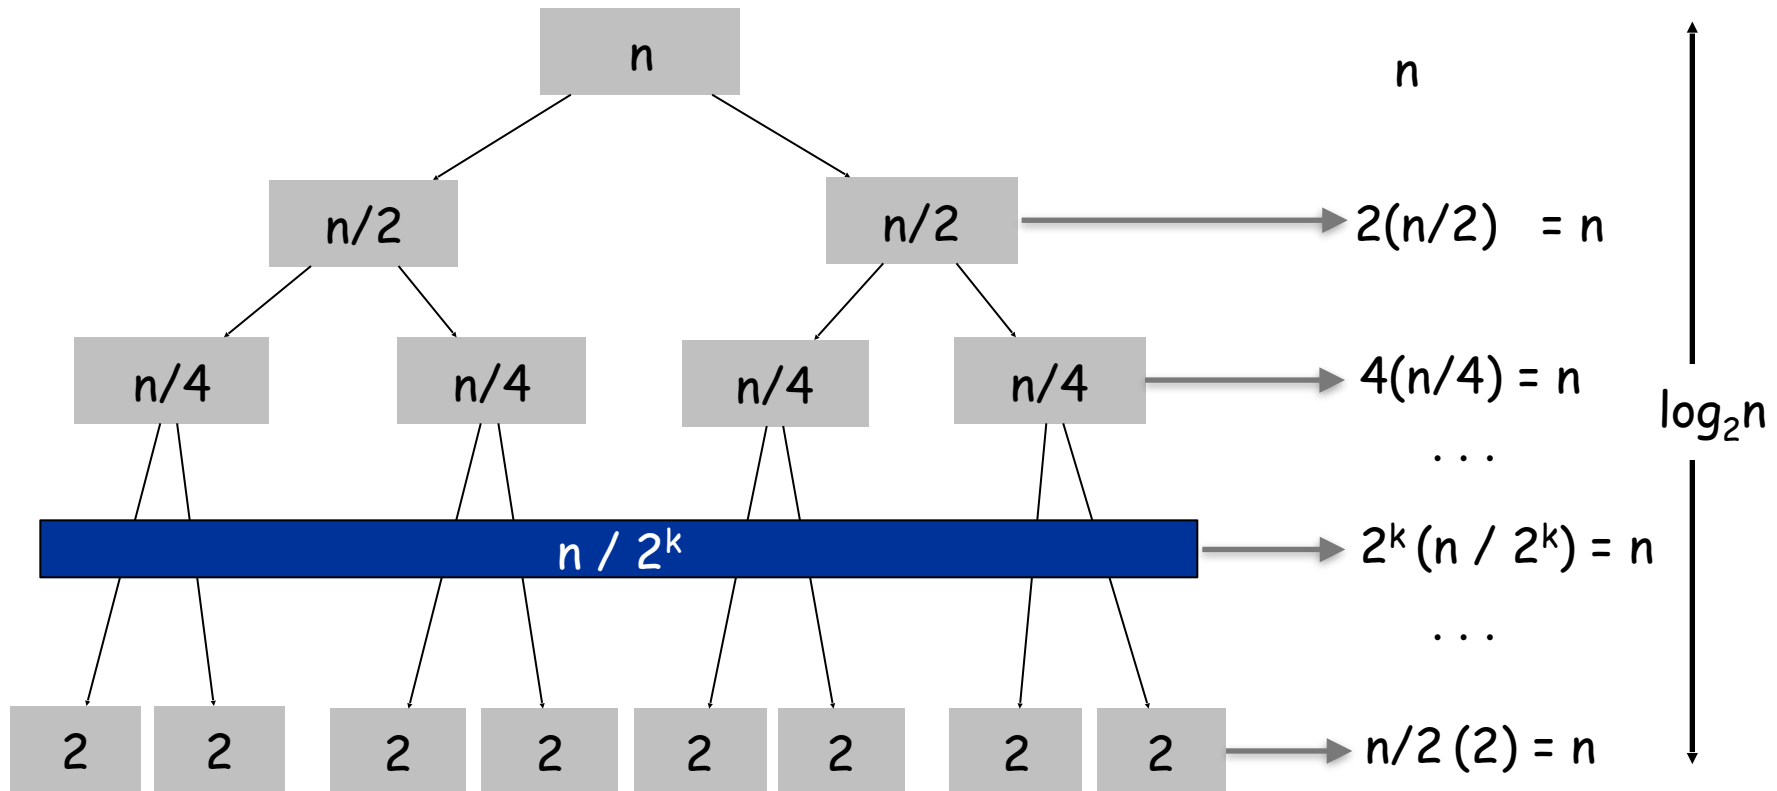 n n
n/2 n/2 2(n/2) = n
n/4 n/4 n/4 n/4 4(n/4) = n
log₂n
. . .
n / 2ᵏ 2ᵏ (n / 2ᵏ) = n
. . .
2 2 2 2 2 2 2 2 n/2 (2) = n